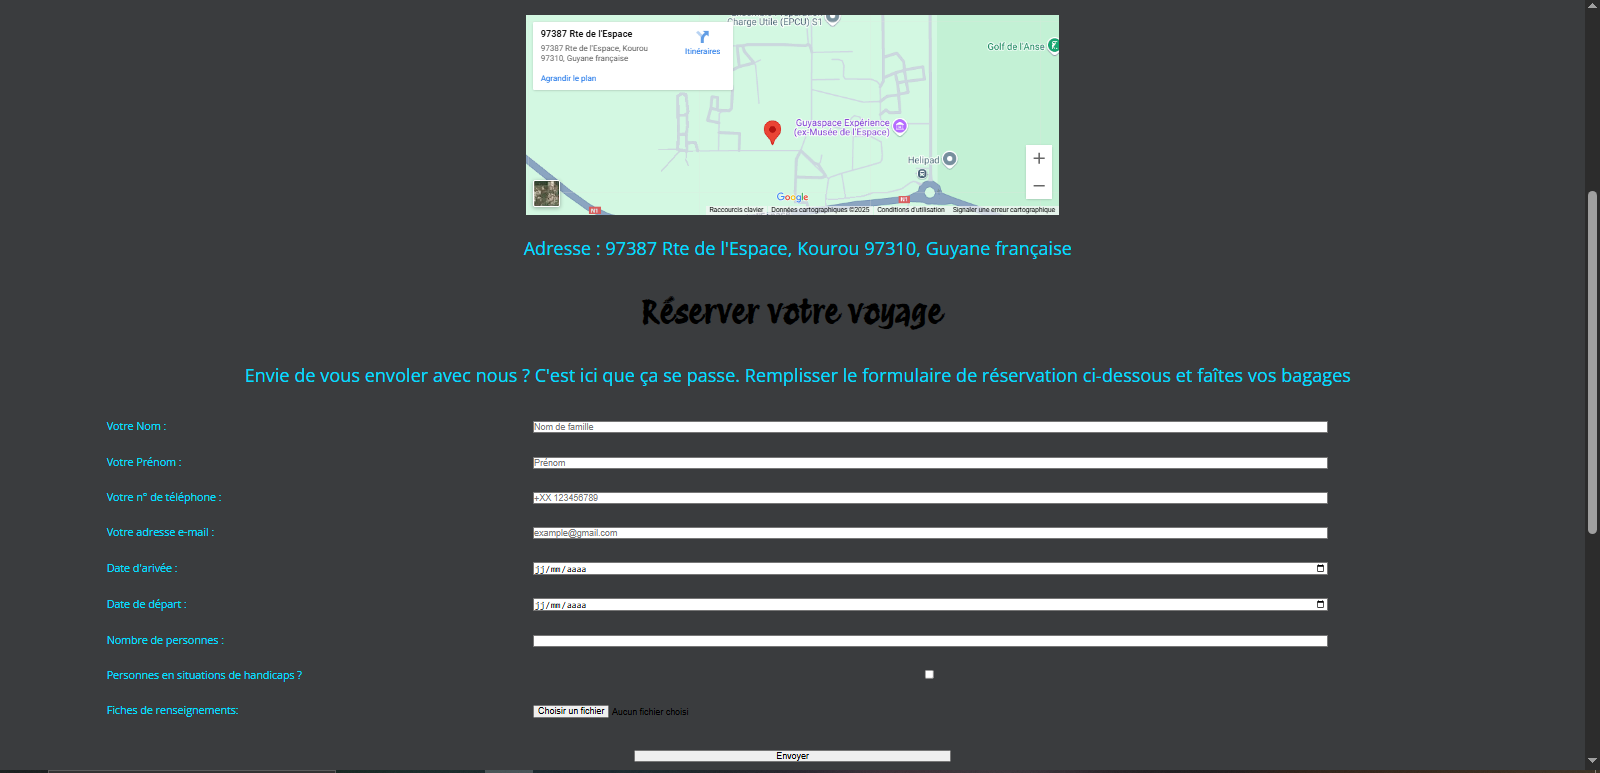 Charge Utile (EPCU) S1
97387 Rte de l'Espace
97387 Rte de l'Espace, Kourou
97310, Guyane française
Itinéraires
Agrandir le plan
Golf de l'Anse
Guyaspace Expérience
(ex-Musée de l'Espace)
Helipad
R
N1
N1
Google
Raccourcis clavier Données cartographiques ©2025 Conditions d'utilisation Signaler une erreur cartographique
Adresse : 97387 Rte de l'Espace, Kourou 97310, Guyane française
Réserver votre voyage
Envie de vous envoler avec nous ? C'est ici que ça se passe. Remplisser le formulaire de réservation ci-dessous et faîtes vos bagages
Votre Nom : Nom de famille
Votre Prénom : Prénom
Votre n° de téléphone : +XX 123456789
Votre adresse e-mail : example@gmail.com
Date d'arivée : jj/mm/aaaa
Date de départ : jj/mm/aaaa
Nombre de personnes :
Personnes en situations de handicaps ?
Fiches de renseignements: Choisir un fichier Aucun fichier choisi
Envoyer